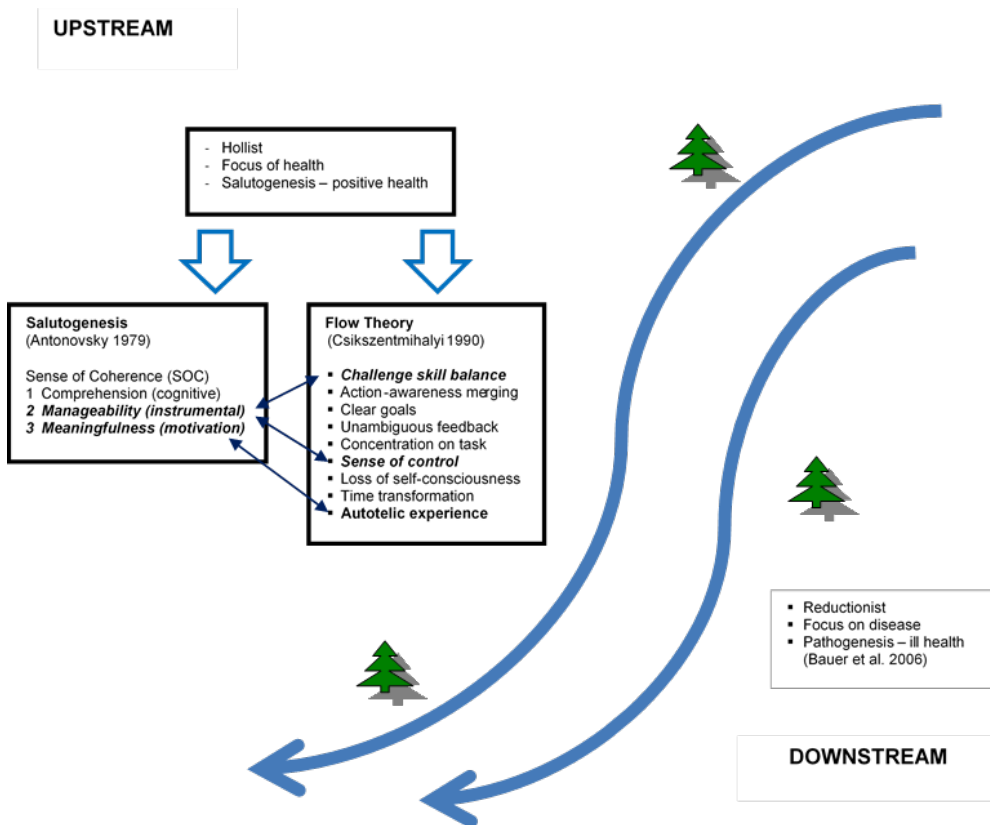 UPSTREAM
- Hollist
- Focus of health
- Salutogenesis – positive health
Salutogenesis
(Antonovsky 1979)
Sense of Coherence (SOC)
1 Comprehension (cognitive)
2 Manageability (instrumental)
3 Meaningfulness (motivation)
Flow Theory
(Csikszentmihalyi 1990)
▪ Challenge skill balance
▪ Action-awareness merging
▪ Clear goals
▪ Unambiguous feedback
▪ Concentration on task
▪ Sense of control
▪ Loss of self-consciousness
▪ Time transformation
▪ Autotelic experience
▪ Reductionist
▪ Focus on disease
▪ Pathogenesis – ill health
(Bauer et al. 2006)
DOWNSTREAM